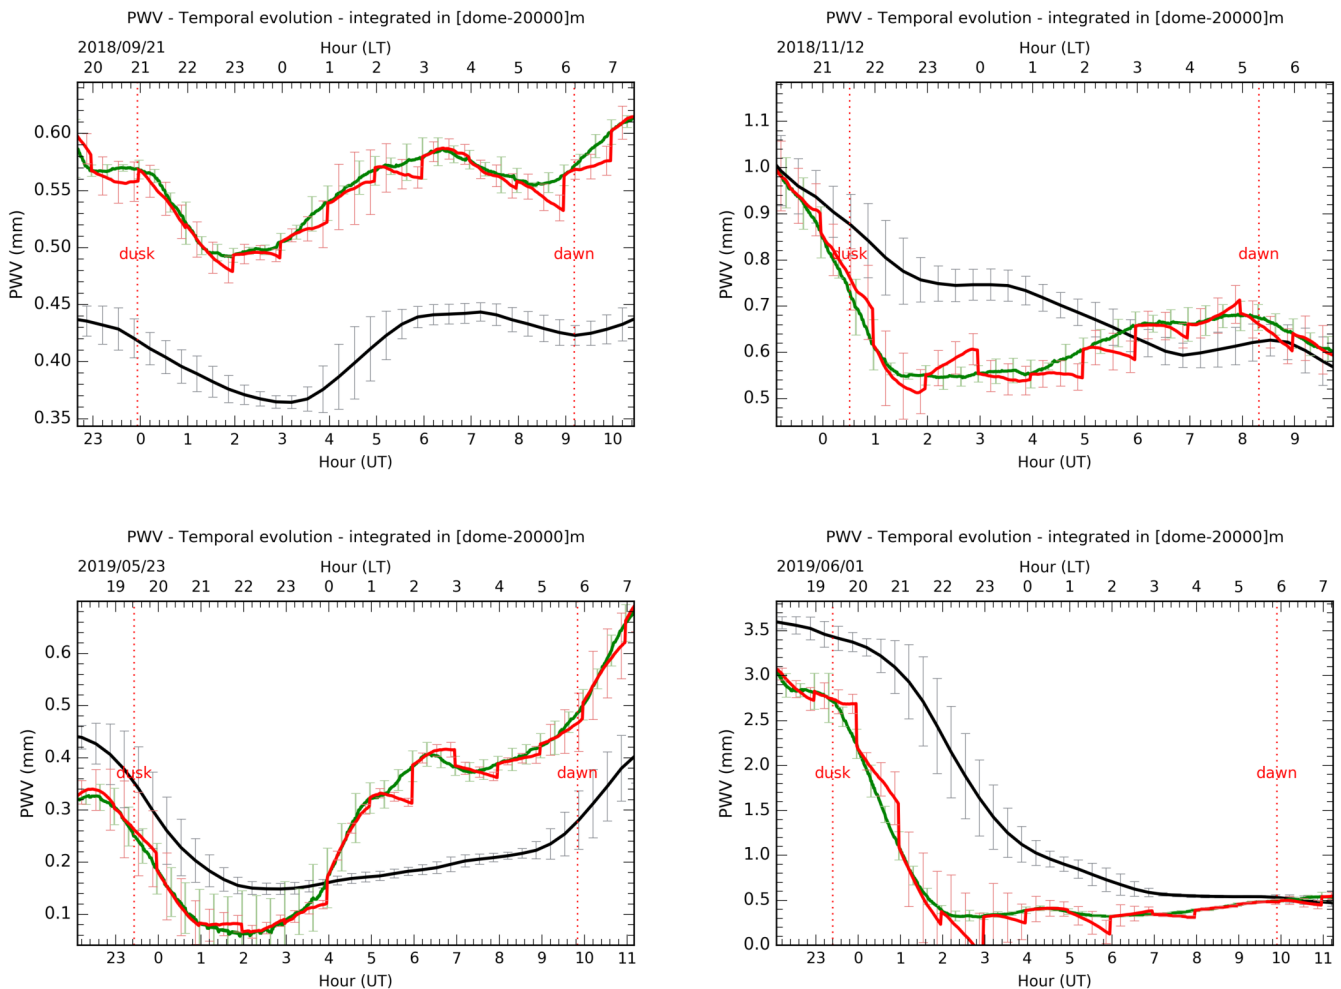 PWV - Temporal evolution - integrated in [dome-20000]m
2018/09/21 Hour (LT)
20 21 22 23 0 1 2 3 4 5 6 7
0.60
0.55
0.50
0.45
0.40
0.35
PWV (mm)
dusk dawn
23 0 1 2 3 4 5 6 7 8 9 10
Hour (UT)
PWV - Temporal evolution - integrated in [dome-20000]m
2018/11/12 Hour (LT)
21 22 23 0 1 2 3 4 5 6
1.1
1.0
0.9
0.8
0.7
0.6
0.5
PWV (mm)
dusk dawn
0 1 2 3 4 5 6 7 8 9
Hour (UT)
PWV - Temporal evolution - integrated in [dome-20000]m
2019/05/23 Hour (LT)
19 20 21 22 23 0 1 2 3 4 5 6 7
0.6
0.5
0.4
0.3
0.2
0.1
PWV (mm)
dusk dawn
23 0 1 2 3 4 5 6 7 8 9 10 11
Hour (UT)
PWV - Temporal evolution - integrated in [dome-20000]m
2019/06/01 Hour (LT)
19 20 21 22 23 0 1 2 3 4 5 6 7
3.5
3.0
2.5
2.0
1.5
1.0
0.5
0.0
PWV (mm)
dusk dawn
23 0 1 2 3 4 5 6 7 8 9 10 11
Hour (UT)